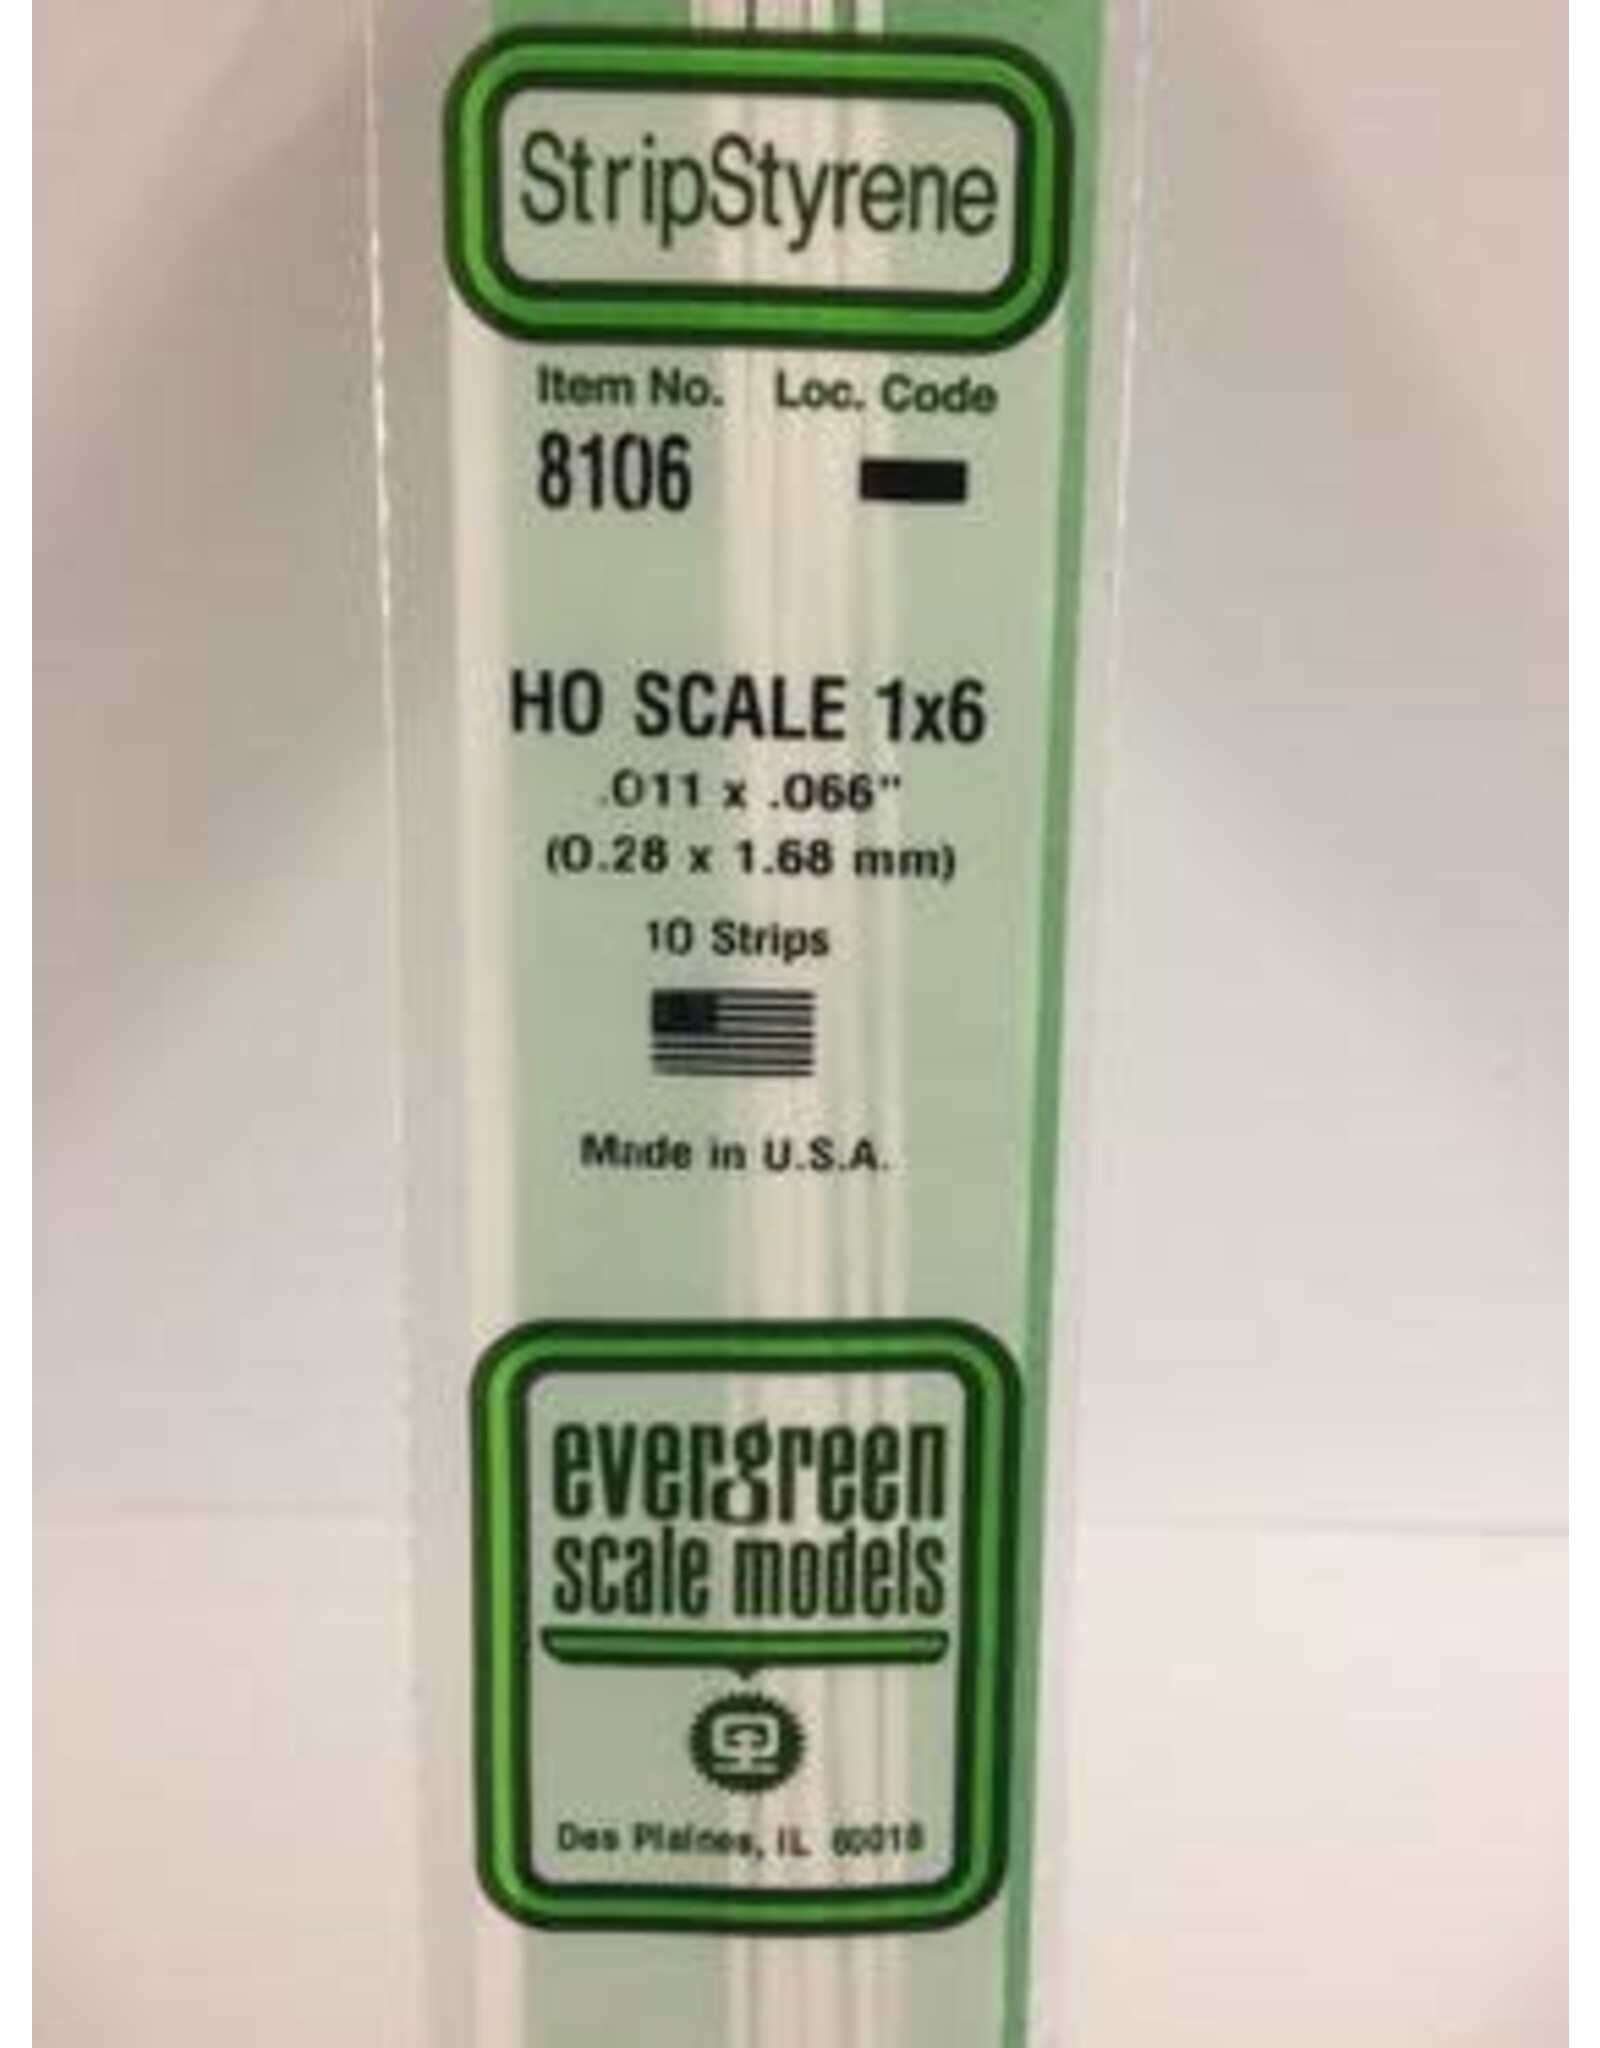 StripStyrene
Item No. Loc. Code
8106
HO SCALE 1x6
.011 x .066"
(0.28 x 1.68 mm)
10 Strips
Made in U.S.A.
evergreen
scale models
Des Plaines, IL 60018